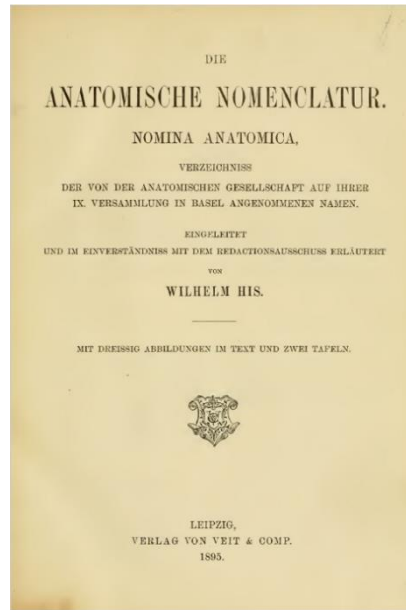 DIE
ANATOMISCHE NOMENCLATUR.
NOMINA ANATOMICA,
VERZEICHNISS
DER VON DER ANATOMISCHEN GESELLSCHAFT AUF IHRER
IX. VERSAMMLUNG IN BASEL ANGENOMMENEN NAMEN.
EINGELEITET
UND IM EINVERSTÄNDNISS MIT DEM REDACTIONSAUSSCHUSS ERLÄUTERT
VON
WILHELM HIS.
MIT DREISSIG ABBILDUNGEN IM TEXT UND ZWEI TAFELN.
LEIPZIG,
VERLAG VON VEIT & COMP.
1895.